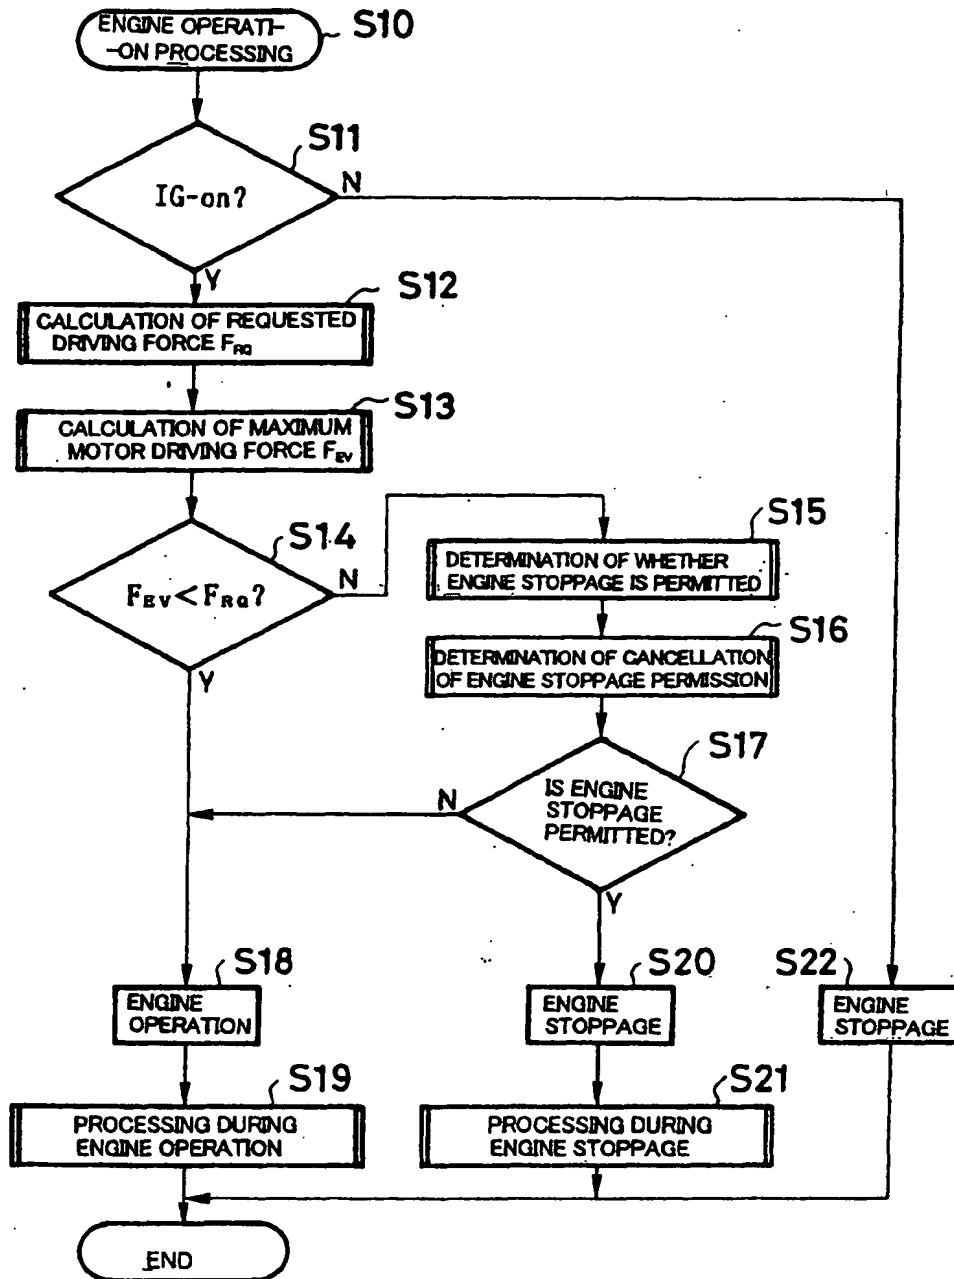 ENGINE OPERATI-
-ON PROCESSING
S10
S11
IG-on?
N
Y
S12
CALCULATION OF REQUESTED
DRIVING FORCE FRQ
S13
CALCULATION OF MAXIMUM
MOTOR DRIVING FORCE FEV
S14
FEV<FRQ?
N
Y
S15
DETERMINATION OF WHETHER
ENGINE STOPPAGE IS PERMITTED
S16
DETERMINATION OF CANCELLATION
OF ENGINE STOPPAGE PERMISSION
S17
IS ENGINE
STOPPAGE
PERMITTED?
N
Y
S18
ENGINE
OPERATION
S20
ENGINE
STOPPAGE
S22
ENGINE
STOPPAGE
S19
PROCESSING DURING
ENGINE OPERATION
S21
PROCESSING DURING
ENGINE STOPPAGE
END